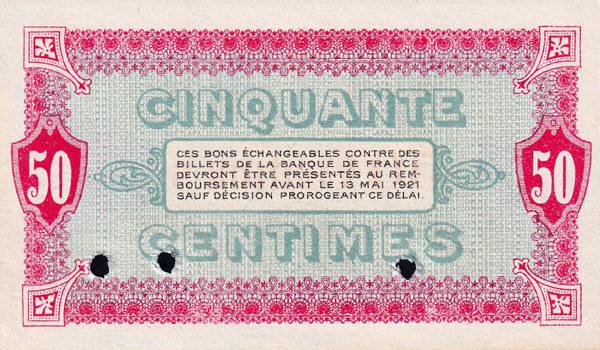 CINQUANTE
50
CES BONS ÉCHANGEABLES CONTRE DES
BILLETS DE LA BANQUE DE FRANCE
DEVRONT ÊTRE PRÉSENTÉS AU REM-
BOURSEMENT AVANT LE 13 MAI 1921
SAUF DÉCISION PROROGEANT CE DÉLAI.
50
CENTIMES